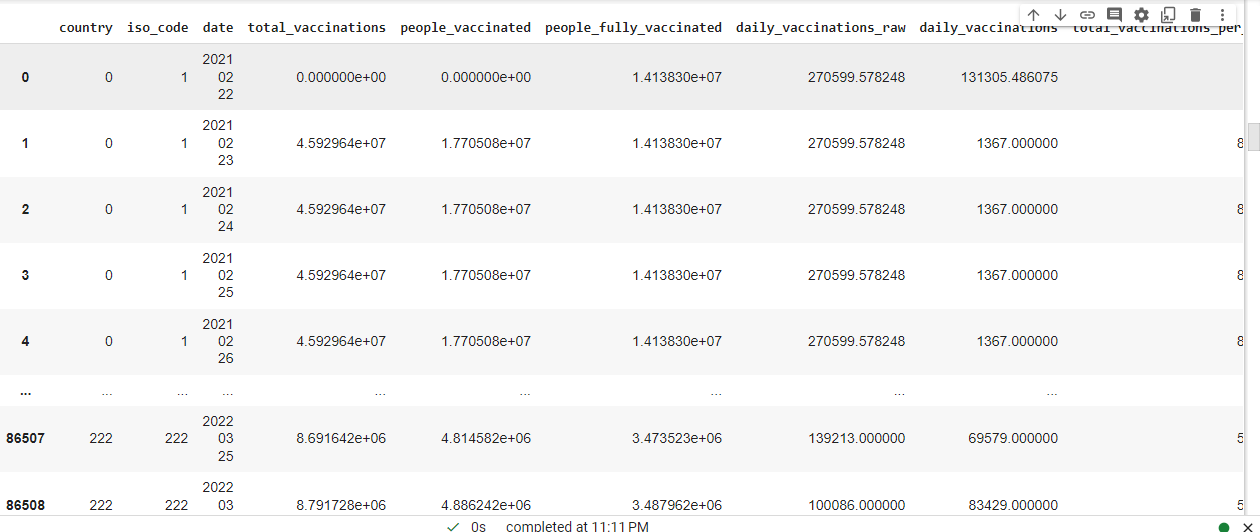 country iso_code date total_vaccinations people_vaccinated people_fully_vaccinated daily_vaccinations_raw daily_vaccinations total_vaccinations_per_
2021
0 0 1 02 0.000000e+00 0.000000e+00 1.413830e+07 270599.578248 131305.486075
22
2021
1 0 1 02 4.592964e+07 1.770508e+07 1.413830e+07 270599.578248 1367.000000 8
23
2021
2 0 1 02 4.592964e+07 1.770508e+07 1.413830e+07 270599.578248 1367.000000 8
24
2021
3 0 1 02 4.592964e+07 1.770508e+07 1.413830e+07 270599.578248 1367.000000 8
25
2021
4 0 1 02 4.592964e+07 1.770508e+07 1.413830e+07 270599.578248 1367.000000 8
26
... ... ... ... ... ... ... ... ...
2022
86507 222 222 03 8.691642e+06 4.814582e+06 3.473523e+06 139213.000000 69579.000000 5
25
2022
86508 222 222 03 8.791728e+06 4.886242e+06 3.487962e+06 100086.000000 83429.000000 5
0s completed at 11:11 PM